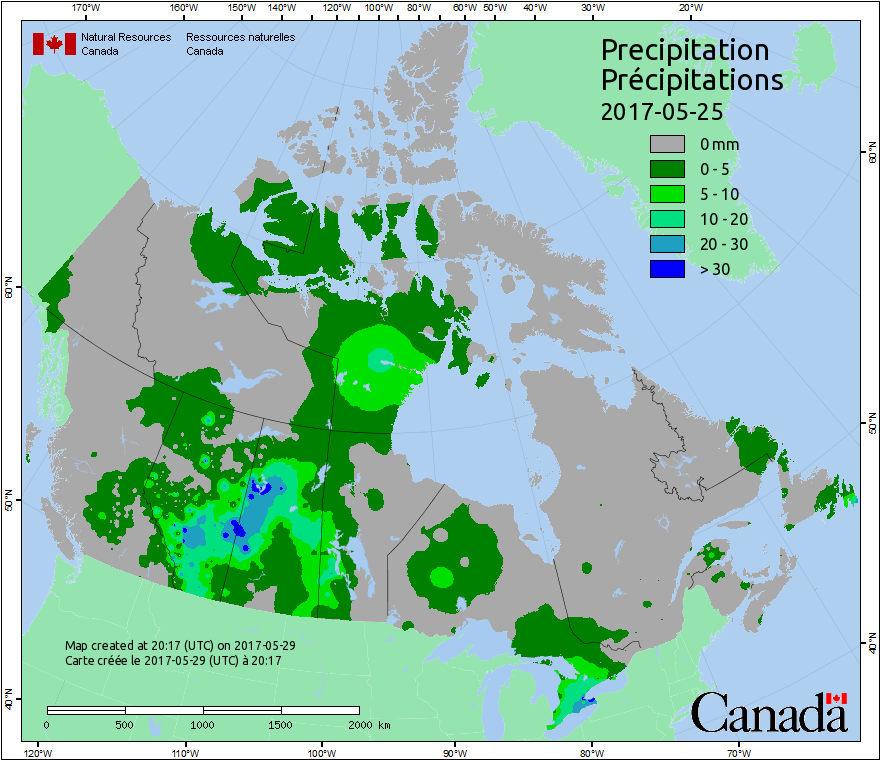 170°W 160°W 150°W 140°W 120°W 100°W 80°W 60°W 50°W 40°W 30°W 20°W
Natural Resources Ressources naturelles
Canada Canada
Precipitation
Précipitations
2017-05-25
0 mm
0 - 5
5 - 10
10 - 20
20 - 30
> 30
60°N 60°N
50°N 50°N
40°N 40°N
Map created at 20:17 (UTC) on 2017-05-29
Carte créée le 2017-05-29 (UTC) à 20:17
0 500 1000 1500 2000 km
Canada
120°W 110°W 100°W 90°W 80°W 70°W